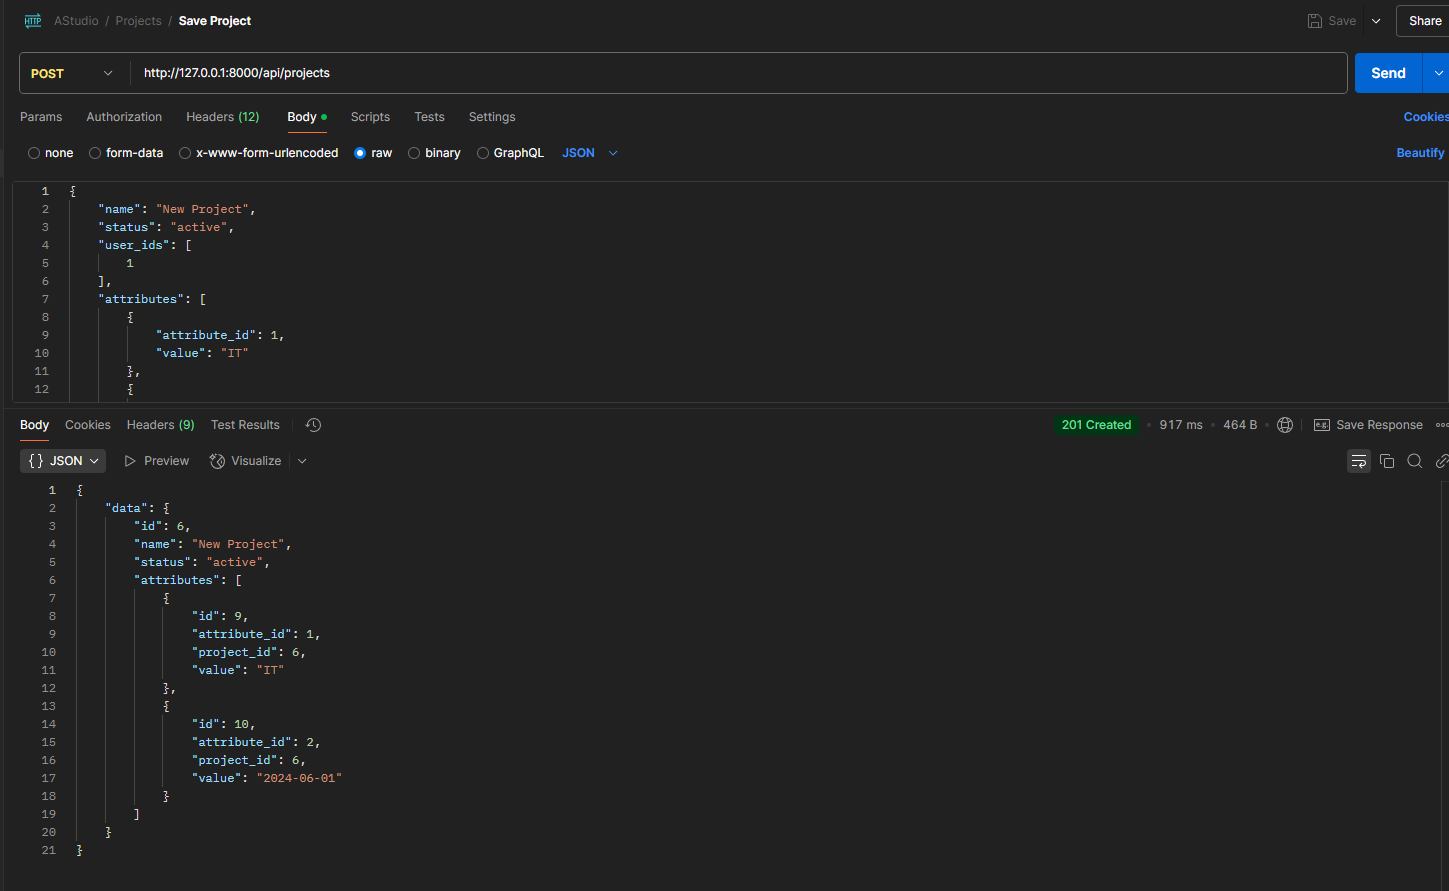 HTTP AStudio / Projects / Save Project Save Share
POST http://127.0.0.1:8000/api/projects Send
Params Authorization Headers (12) Body Scripts Tests Settings Cookies
none form-data x-www-form-urlencoded raw binary GraphQL JSON Beautify
1 {
2 "name": "New Project",
3 "status": "active",
4 "user_ids": [
5 1
6 ],
7 "attributes": [
8 {
9 "attribute_id": 1,
10 "value": "IT"
11 },
12 {
Body Cookies Headers (9) Test Results 201 Created • 917 ms • 464 B • e.g. Save Response
{} JSON Preview Visualize
1 {
2 "data": {
3 "id": 6,
4 "name": "New Project",
5 "status": "active",
6 "attributes": [
7 {
8 "id": 9,
9 "attribute_id": 1,
10 "project_id": 6,
11 "value": "IT"
12 },
13 {
14 "id": 10,
15 "attribute_id": 2,
16 "project_id": 6,
17 "value": "2024-06-01"
18 }
19 ]
20 }
21 }